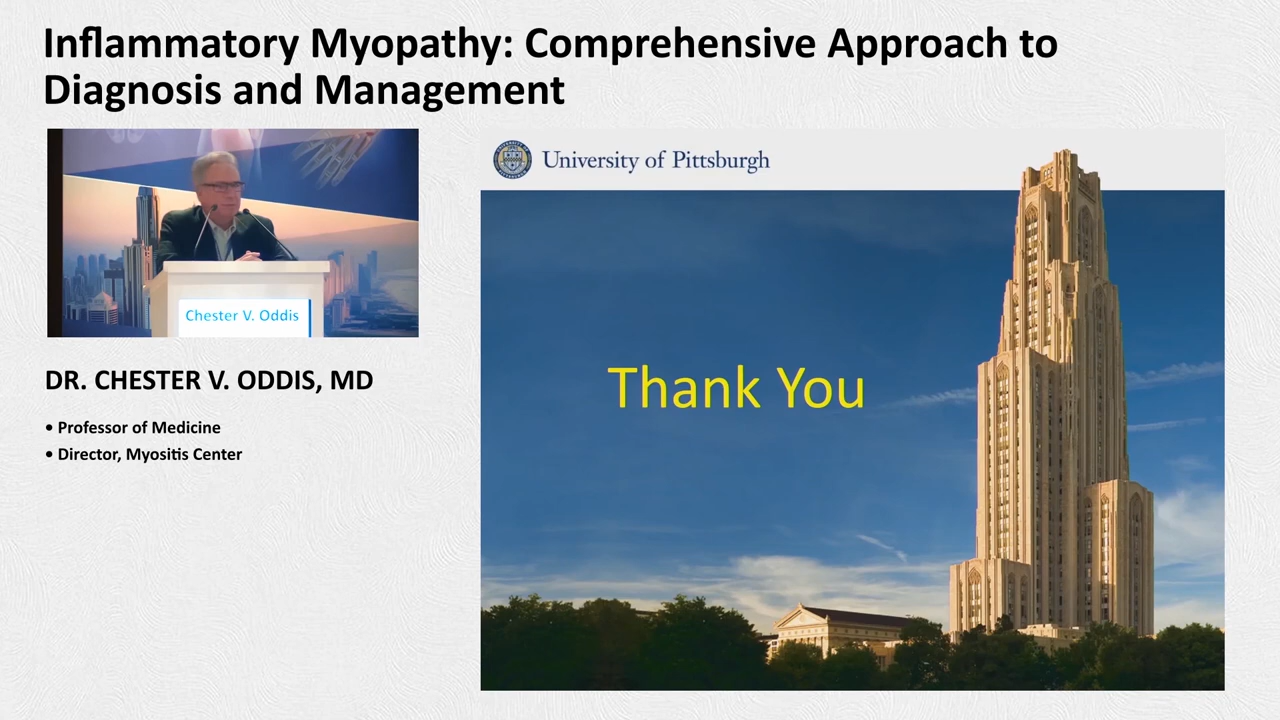 Inflammatory Myopathy: Comprehensive Approach to
Diagnosis and Management
Chester V. Oddis
DR. CHESTER V. ODDIS, MD
• Professor of Medicine
• Director, Myositis Center
University of Pittsburgh
Thank You